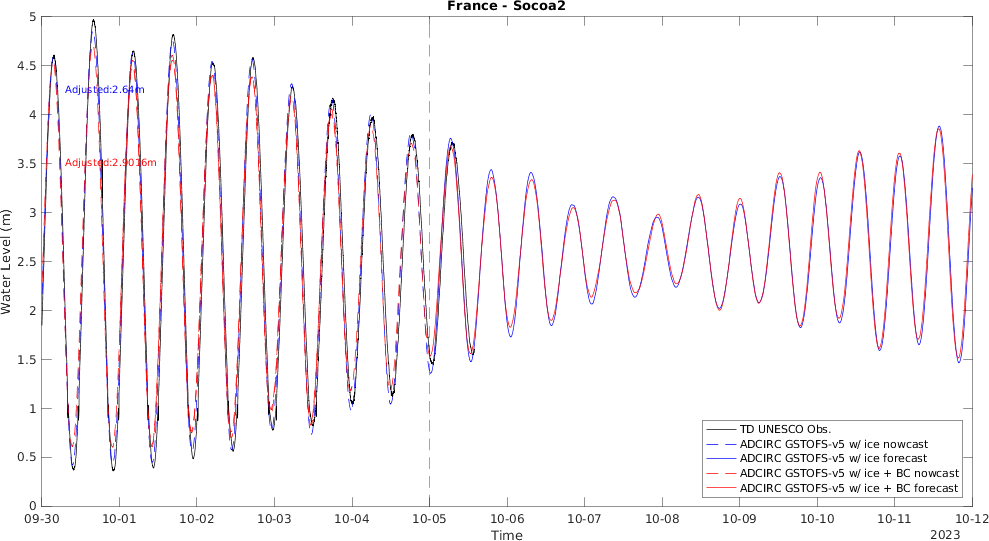 France - Socoa2
Water Level (m)
5
4.5
4
3.5
3
2.5
2
1.5
1
0.5
0
Adjusted:2.64m
Adjusted:2.9016m
TD UNESCO Obs.
ADCIRC GSTOFS-v5 w/ ice nowcast
ADCIRC GSTOFS-v5 w/ ice forecast
ADCIRC GSTOFS-v5 w/ ice + BC nowcast
ADCIRC GSTOFS-v5 w/ ice + BC forecast
09-30 10-01 10-02 10-03 10-04 10-05 10-06 10-07 10-08 10-09 10-10 10-11 10-12
Time
2023